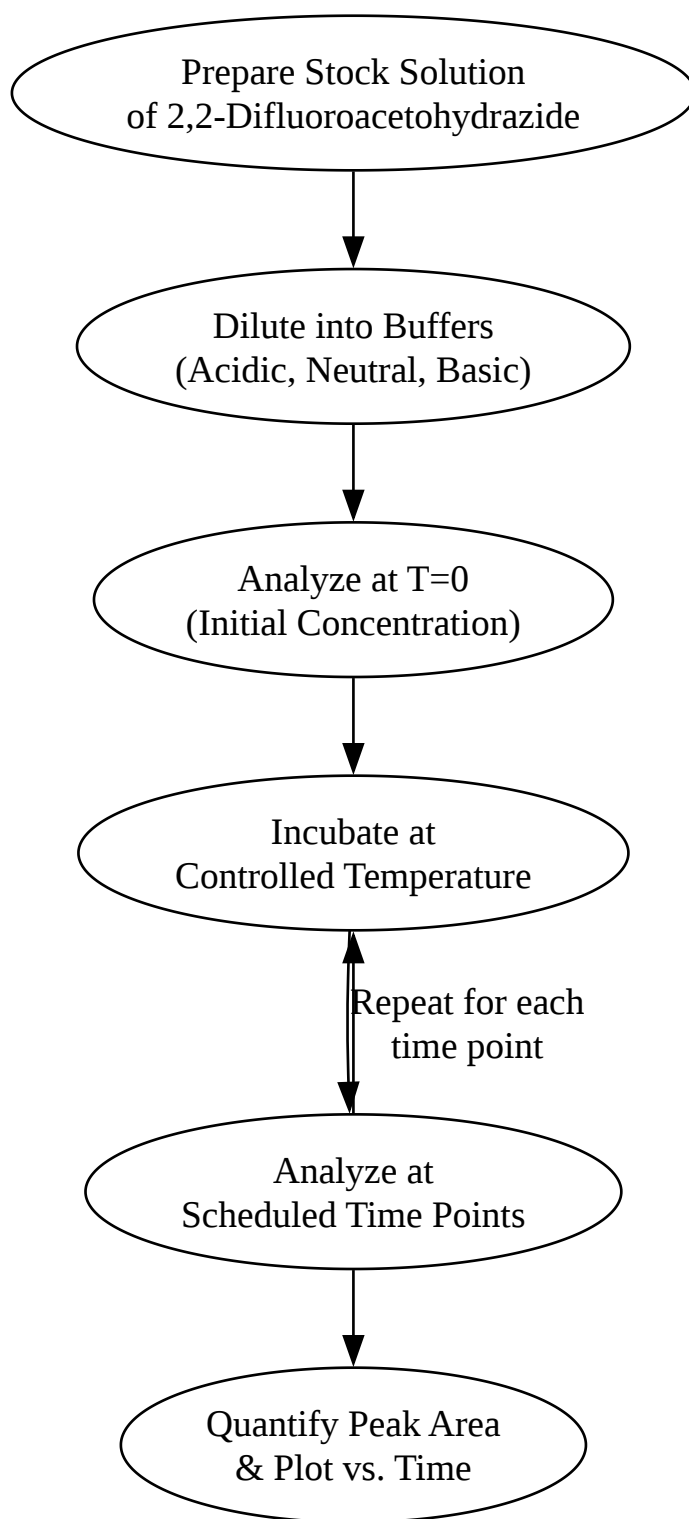 Prepare Stock Solution
of 2,2-Difluoroacetohydrazide
Dilute into Buffers
(Acidic, Neutral, Basic)
Analyze at T=0
(Initial Concentration)
Incubate at
Controlled Temperature
Repeat for each
time point
Analyze at
Scheduled Time Points
Quantify Peak Area
& Plot vs. Time